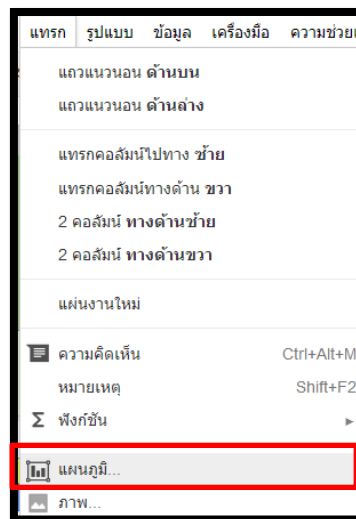 แทรก รูปแบบ ข้อมูล เครื่องมือ ความช่วยเ
แถวแนวนอน ด้านบน
แถวแนวนอน ด้านล่าง
แทรกคอลัมน์ไปทาง ซ้าย
แทรกคอลัมน์ทางด้าน ขวา
2 คอลัมน์ ทางด้านซ้าย
2 คอลัมน์ ทางด้านขวา
แผ่นงานใหม่
ความคิดเห็น Ctrl+Alt+M
หมายเหตุ Shift+F2
Σ ฟังก์ชัน
แผนภูมิ...
ภาพ...